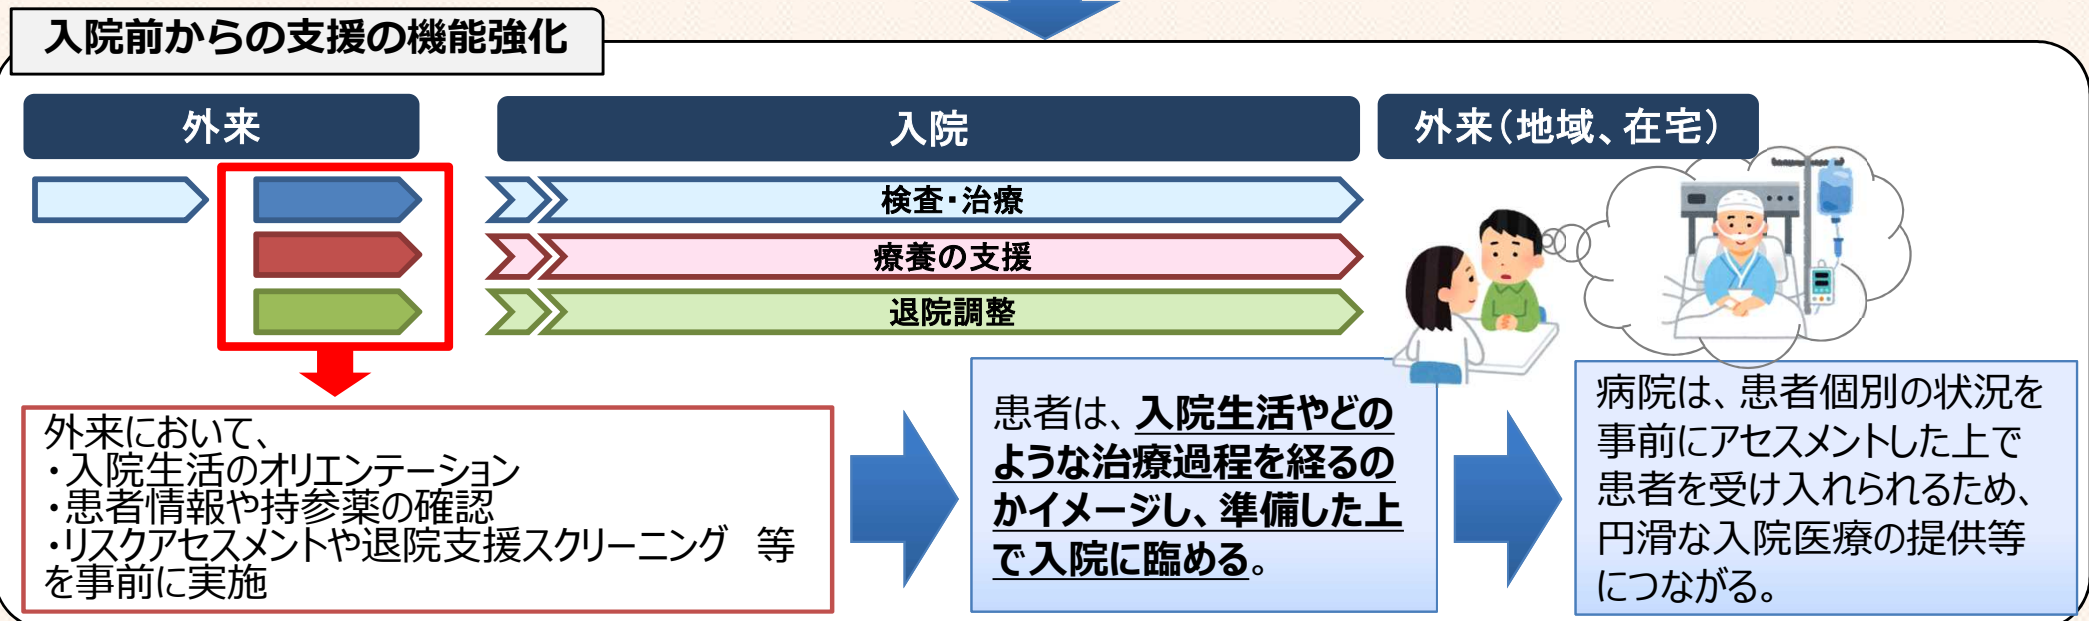 入院前からの支援の機能強化
外来
入院
外来(地域、在宅)
検査・治療
療養の支援
退院調整
外来において、
・入院生活のオリエンテーション
・患者情報や持参薬の確認
・リスクアセスメントや退院支援スクリーニング　等
を事前に実施
患者は、入院生活やどの
ような治療過程を経るの
かイメージし、準備した上
で入院に臨める。
病院は、患者個別の状況を
事前にアセスメントした上で
患者を受け入れられるため、
円滑な入院医療の提供等
につながる。